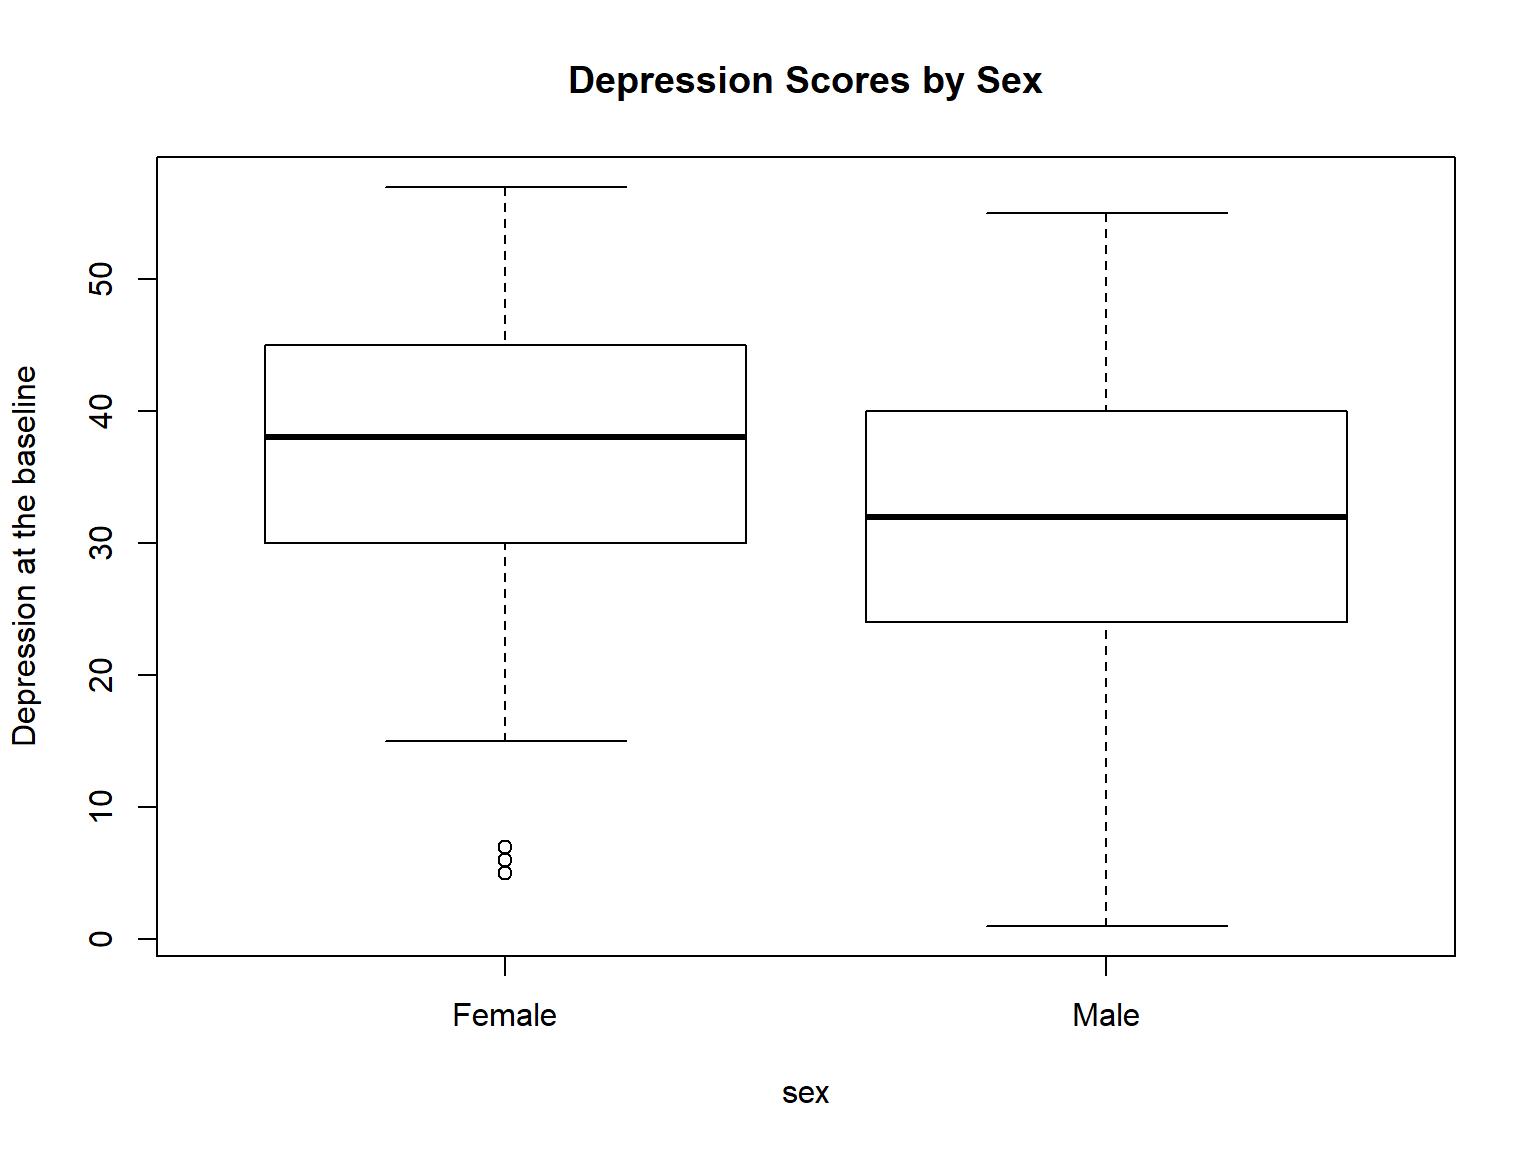 Depression Scores by Sex
Depression at the baseline
50
40
30
20
10
0
Female
Male
sex